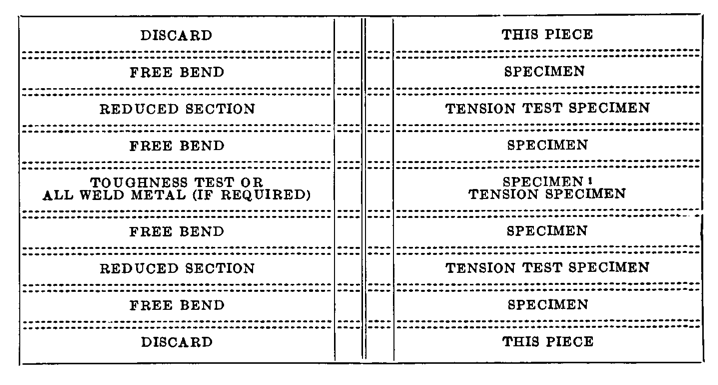 DISCARD THIS PIECE
FREE BEND SPECIMEN
REDUCED SECTION TENSION TEST SPECIMEN
FREE BEND SPECIMEN
TOUGHNESS TEST OR SPECIMEN 1
ALL WELD METAL (IF REQUIRED) TENSION SPECIMEN
FREE BEND SPECIMEN
REDUCED SECTION TENSION TEST SPECIMEN
FREE BEND SPECIMEN
DISCARD THIS PIECE